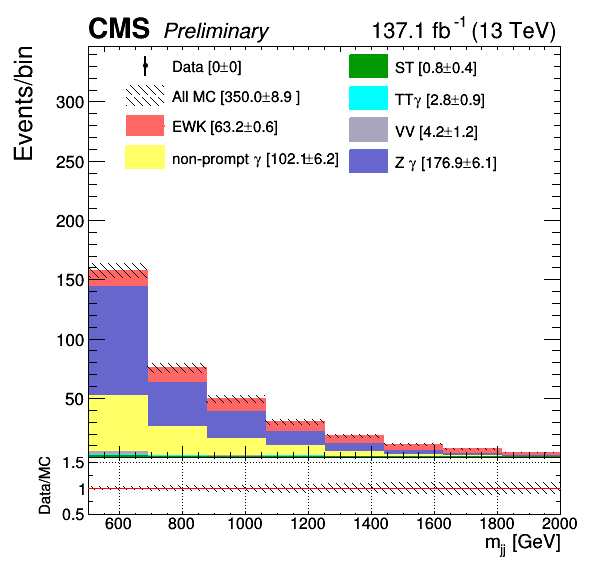 CMS Preliminary 137.1 fb⁻¹ (13 TeV)
Events/bin
Data [0±0]
All MC [350.0±8.9 ]
EWK [63.2±0.6]
non-prompt γ [102.1±6.2]
ST [0.8±0.4]
TTγ [2.8±0.9]
VV [4.2±1.2]
Z γ [176.9±6.1]
300
250
200
150
100
50
Data/MC
1.5
1
0.5
600 800 1000 1200 1400 1600 1800 2000
m_jj [GeV]